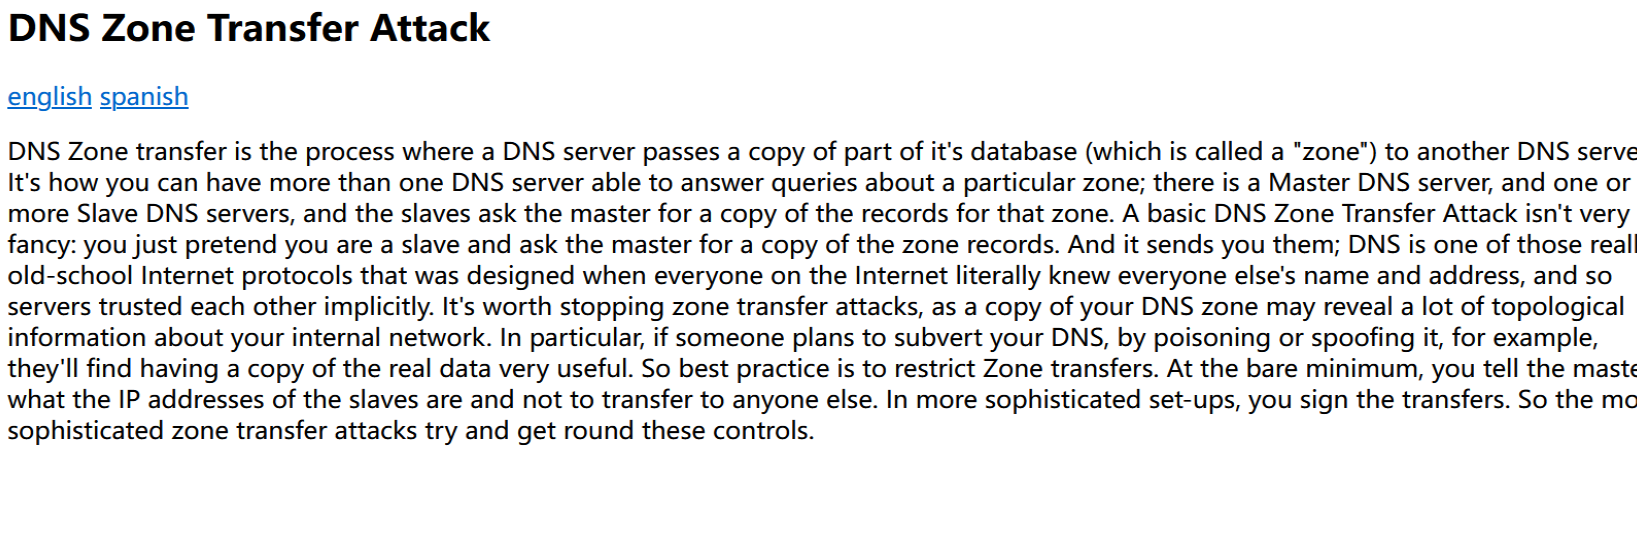 DNS Zone Transfer Attack
english spanish
DNS Zone transfer is the process where a DNS server passes a copy of part of it's database (which is called a "zone") to another DNS serve
It's how you can have more than one DNS server able to answer queries about a particular zone; there is a Master DNS server, and one or
more Slave DNS servers, and the slaves ask the master for a copy of the records for that zone. A basic DNS Zone Transfer Attack isn't very
fancy: you just pretend you are a slave and ask the master for a copy of the zone records. And it sends you them; DNS is one of those reall
old-school Internet protocols that was designed when everyone on the Internet literally knew everyone else's name and address, and so
servers trusted each other implicitly. It's worth stopping zone transfer attacks, as a copy of your DNS zone may reveal a lot of topological
information about your internal network. In particular, if someone plans to subvert your DNS, by poisoning or spoofing it, for example,
they'll find having a copy of the real data very useful. So best practice is to restrict Zone transfers. At the bare minimum, you tell the maste
what the IP addresses of the slaves are and not to transfer to anyone else. In more sophisticated set-ups, you sign the transfers. So the mo
sophisticated zone transfer attacks try and get round these controls.